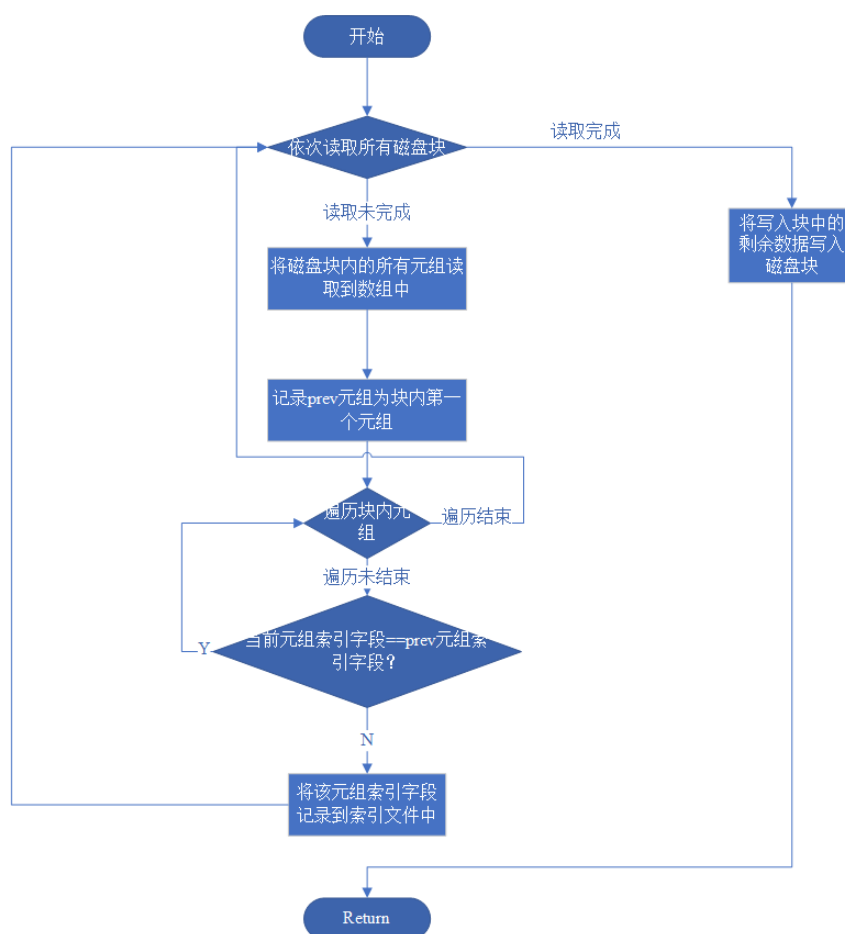 开始
依次读取所有磁盘块
读取完成
读取未完成
将写入块中的
剩余数据写入
磁盘块
将磁盘块内的所有元组读
取到数组中
记录prev元组为块内第一
个元组
遍历块内元
组
遍历结束
遍历未结束
当前元组索引字段==prev元组索
引字段？
Y
N
将该元组索引字段
记录到索引文件中
Return